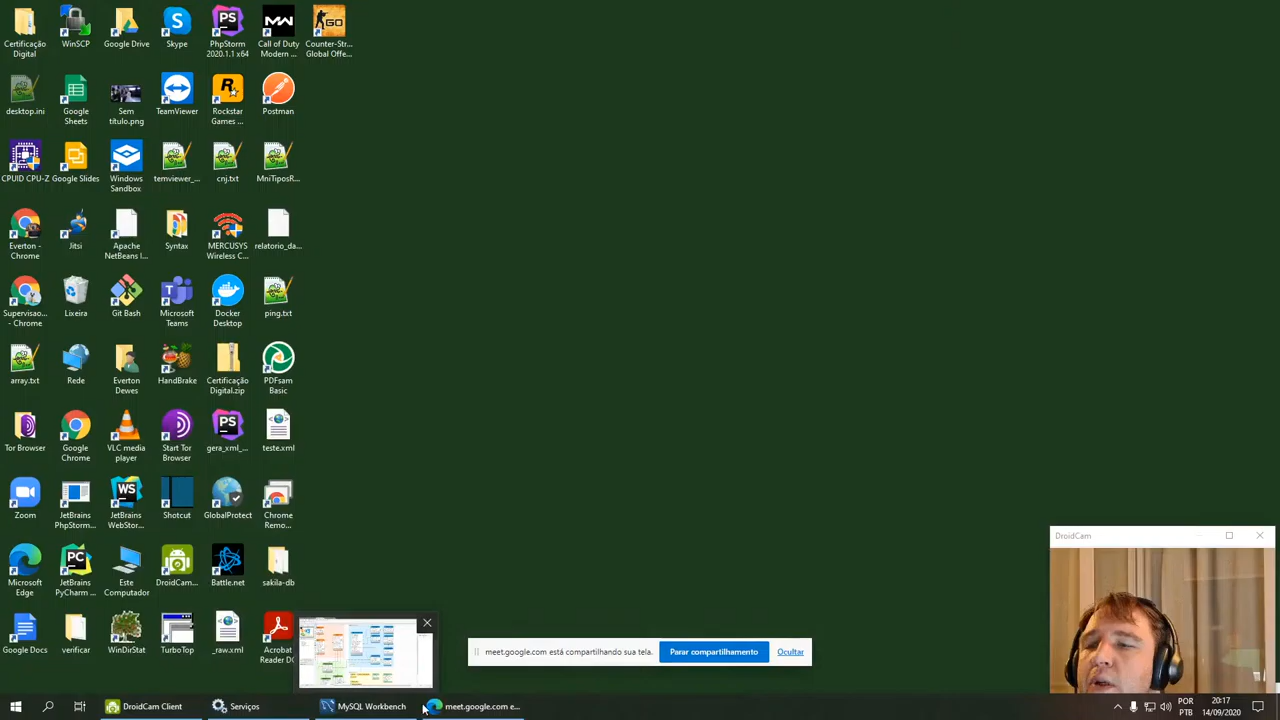 Certificação
Digital
WinSCP
Google Drive
Skype
PhpStorm
2020.1.1 x64
Call of Duty
Modern ...
Counter-Str...
Global Offe...
desktop.ini
Google
Sheets
Sem
título.png
TeamViewer
Rockstar
Games ...
Postman
CPUID CPU-Z
Google Slides
Windows
Sandbox
temviewer_...
cnj.txt
MniTiposR...
Everton -
Chrome
Jitsi
Apache
NetBeans I...
Syntax
MERCUSYS
Wireless C...
relatorio_da...
Supervisao...
- Chrome
Lixeira
Git Bash
Microsoft
Teams
Docker
Desktop
ping.txt
array.txt
Rede
Everton
Dewes
HandBrake
Certificação
Digital.zip
PDFsam
Basic
Tor Browser
Google
Chrome
VLC media
player
Start Tor
Browser
gera_xml_...
teste.xml
Zoom
JetBrains
PhpStorm...
JetBrains
WebStor...
Shotcut
GlobalProtect
Chrome
Remo...
Microsoft
Edge
JetBrains
PyCharm ...
Este
Computador
DroidCam...
Battle.net
sakila-db
Google Docs
verificar
WinDirStat
TurboTop
_raw.xml
Acrobat
Reader DC
DroidCam
meet.google.com está compartilhando sua tela.
Parar compartilhamento
Ocultar
DroidCam Client
Serviços
MySQL Workbench
meet.google.com e...
POR
PTB
20:17
14/09/2020